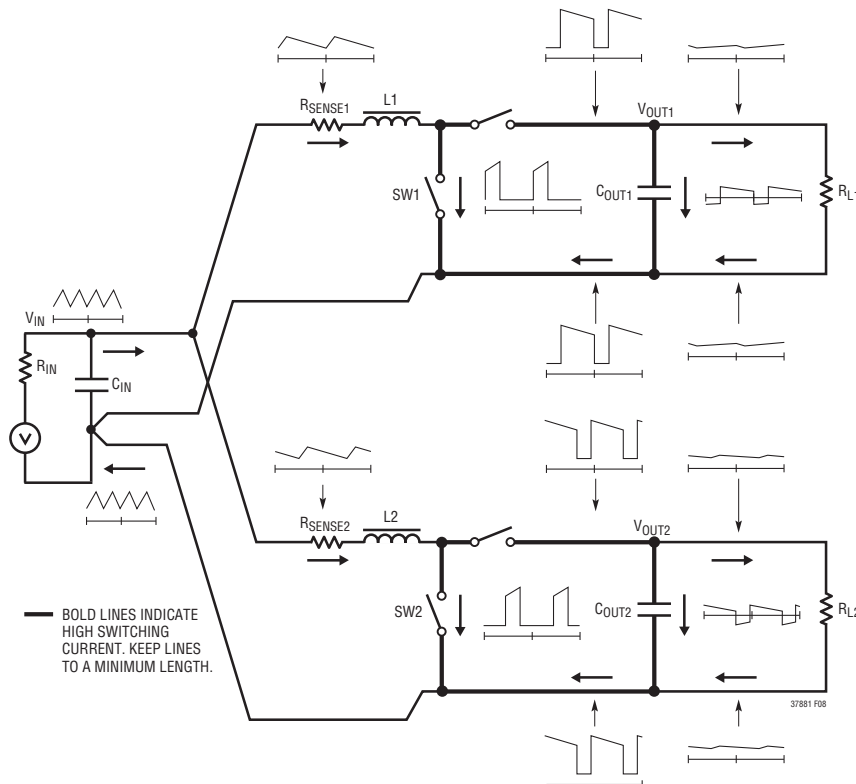 RSENSE1
L1
VOUT1
SW1
COUT1
RL1
VIN
RIN
CIN
V
RSENSE2
L2
VOUT2
SW2
COUT2
RL2
BOLD LINES INDICATE
HIGH SWITCHING
CURRENT. KEEP LINES
TO A MINIMUM LENGTH.
37881 F08